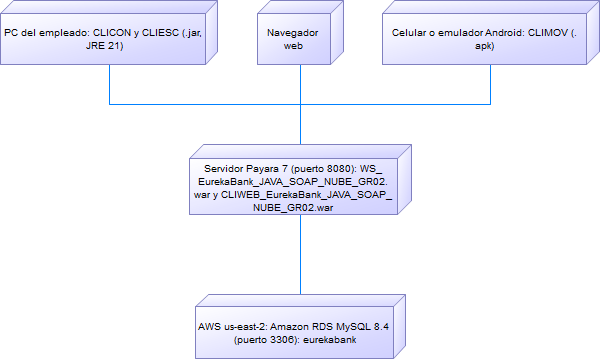 PC del empleado: CLICON y CLIESC (.jar,
JRE 21)
Navegador
web
Celular o emulador Android: CLIMOV (.
apk)
Servidor Payara 7 (puerto 8080): WS_
EurekaBank_JAVA_SOAP_NUBE_GR02.
war y CLIWEB_EurekaBank_JAVA_SOAP_
NUBE_GR02.war
AWS us-east-2: Amazon RDS MySQL 8.4
(puerto 3306): eurekabank